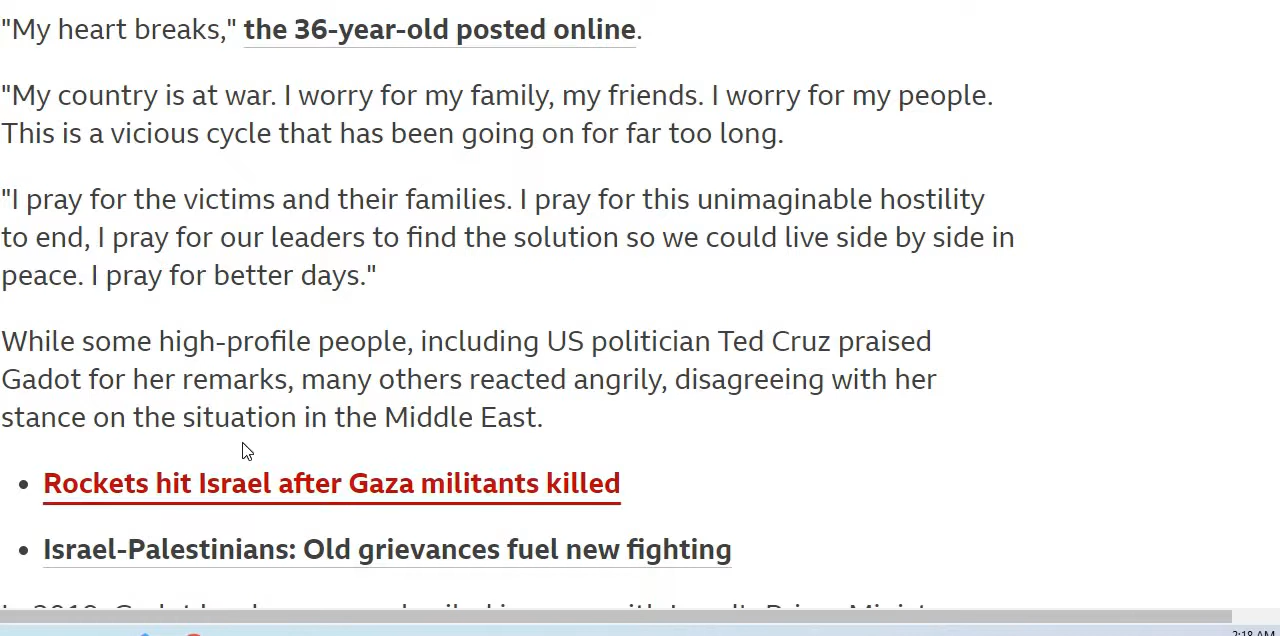 "My heart breaks," the 36-year-old posted online.
"My country is at war. I worry for my family, my friends. I worry for my people.
This is a vicious cycle that has been going on for far too long.
"I pray for the victims and their families. I pray for this unimaginable hostility
to end, I pray for our leaders to find the solution so we could live side by side in
peace. I pray for better days."
While some high-profile people, including US politician Ted Cruz praised
Gadot for her remarks, many others reacted angrily, disagreeing with her
stance on the situation in the Middle East.
Rockets hit Israel after Gaza militants killed
Israel-Palestinians: Old grievances fuel new fighting
2:18 AM